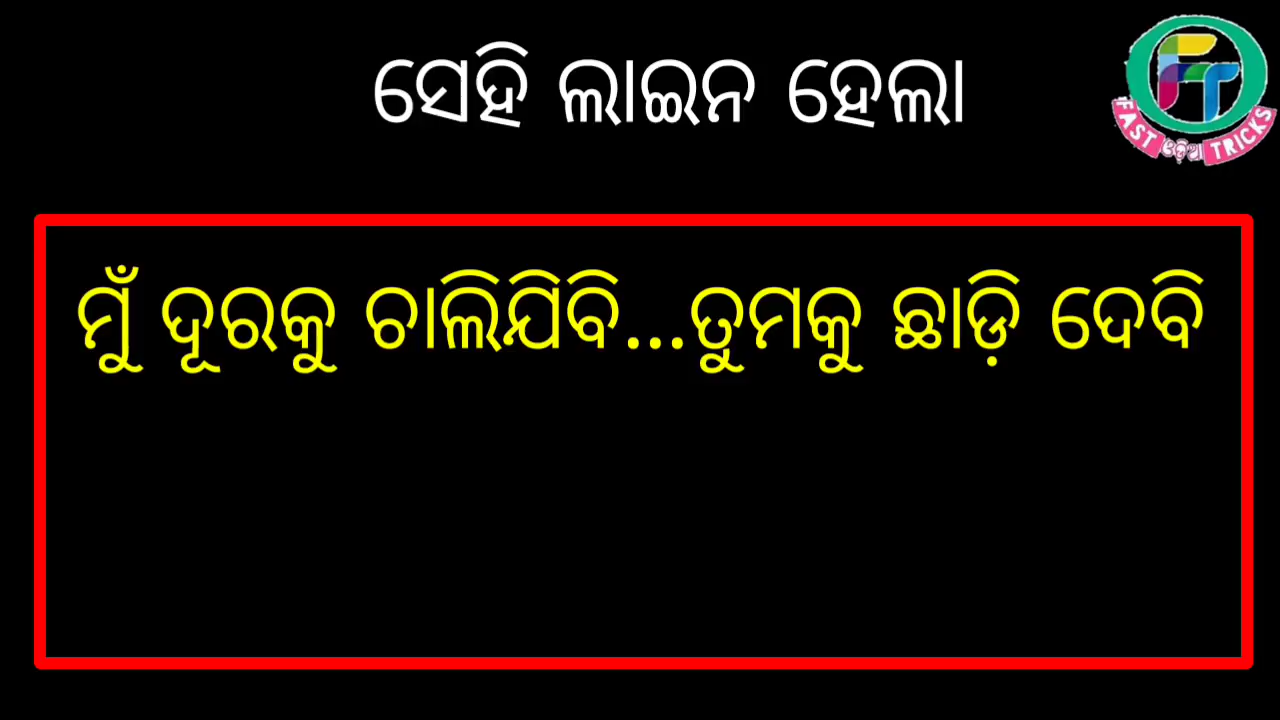 ସେହି ଲାଇନ ହେଲା
FAST ଓଡ଼ିଆ TRICKS
ମୁଁ ଦୂରକୁ ଚାଲିଯିବି...ତୁମକୁ ଛାଡ଼ି ଦେବି